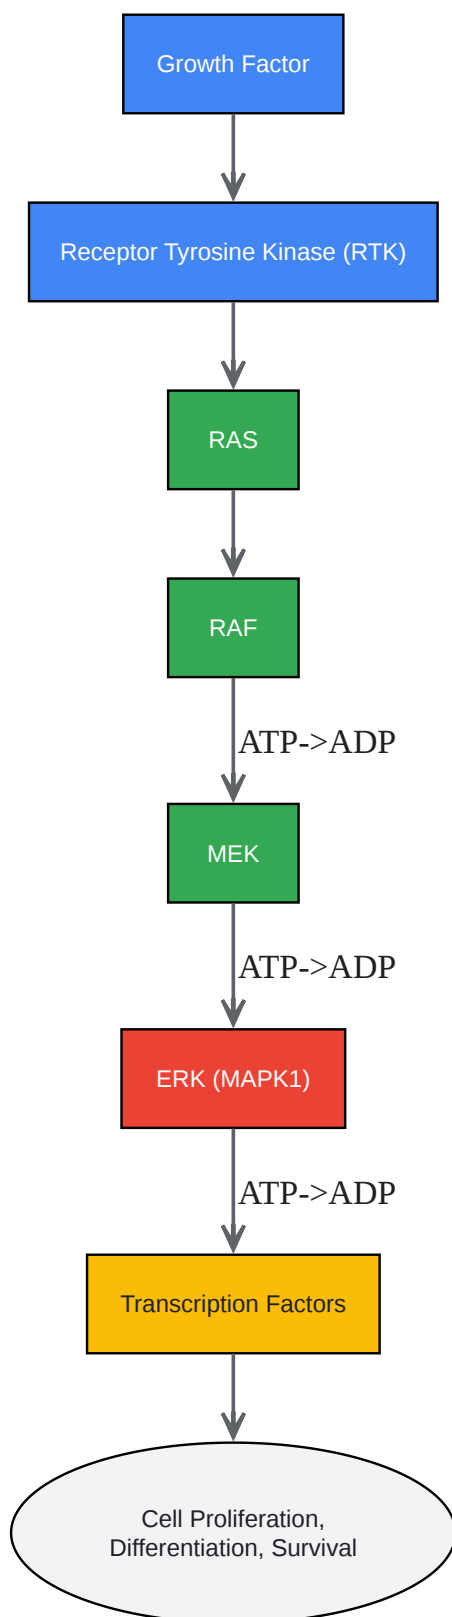 Growth Factor
Receptor Tyrosine Kinase (RTK)
RAS
RAF
ATP->ADP
MEK
ATP->ADP
ERK (MAPK1)
ATP->ADP
Transcription Factors
Cell Proliferation,
Differentiation, Survival